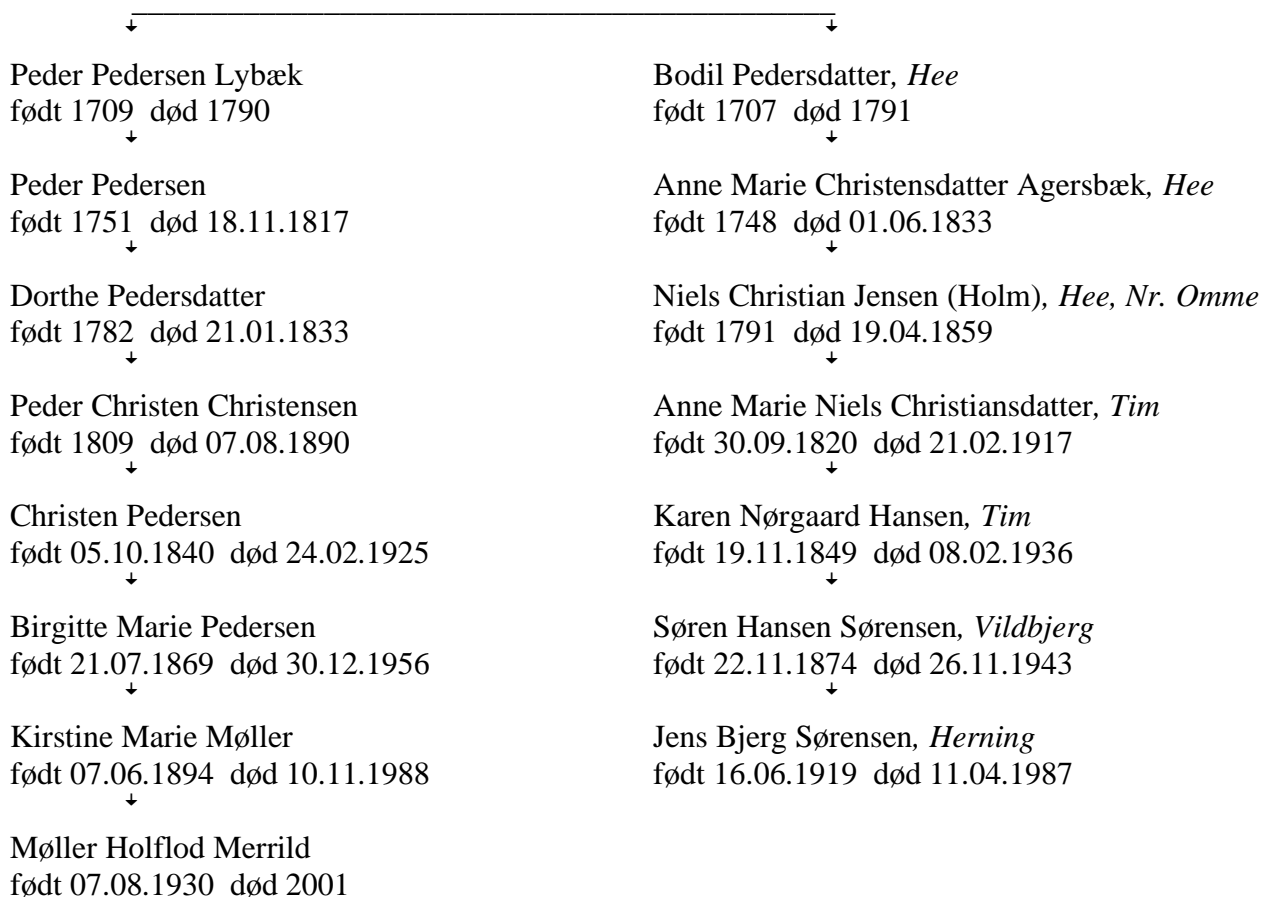 Peder Pedersen Lybæk
født 1709 død 1790
Bodil Pedersdatter, Hee
født 1707 død 1791
Peder Pedersen
født 1751 død 18.11.1817
Anne Marie Christensdatter Agersbæk, Hee
født 1748 død 01.06.1833
Dorthe Pedersdatter
født 1782 død 21.01.1833
Niels Christian Jensen (Holm), Hee, Nr. Omme
født 1791 død 19.04.1859
Peder Christen Christensen
født 1809 død 07.08.1890
Anne Marie Niels Christiansdatter, Tim
født 30.09.1820 død 21.02.1917
Christen Pedersen
født 05.10.1840 død 24.02.1925
Karen Nørgaard Hansen, Tim
født 19.11.1849 død 08.02.1936
Birgitte Marie Pedersen
født 21.07.1869 død 30.12.1956
Søren Hansen Sørensen, Vildbjerg
født 22.11.1874 død 26.11.1943
Kirstine Marie Møller
født 07.06.1894 død 10.11.1988
Jens Bjerg Sørensen, Herning
født 16.06.1919 død 11.04.1987
Møller Holflod Merrild
født 07.08.1930 død 2001